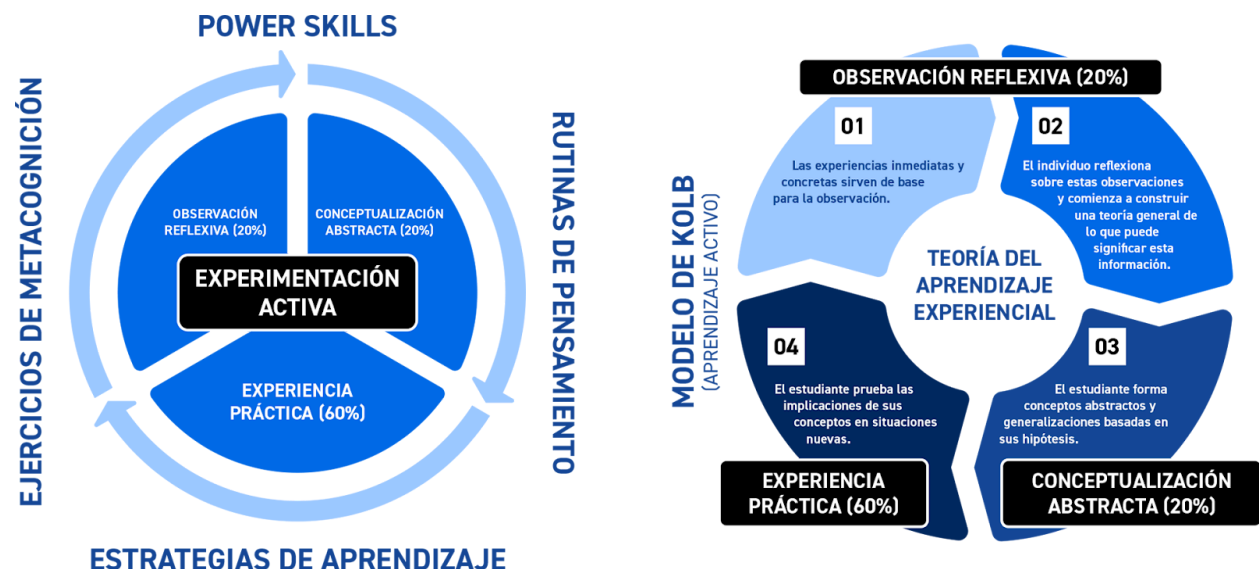 POWER SKILLS
EJERCICIOS DE METACOGNICIÓN
RUTINAS DE PENSAMIENTO
OBSERVACIÓN
REFLEXIVA (20%)
CONCEPTUALIZACIÓN
ABSTRACTA (20%)
EXPERIMENTACIÓN
ACTIVA
EXPERIENCIA
PRÁCTICA (60%)
ESTRATEGIAS DE APRENDIZAJE
MODELO DE KOLB
(APRENDIZAJE ACTIVO)
OBSERVACIÓN REFLEXIVA (20%)
01
Las experiencias inmediatas y
concretas sirven de base
para la observación.
02
El individuo reflexiona
sobre estas observaciones
y comienza a construir
una teoría general de
lo que puede
significar esta
información.
TEORÍA DEL
APRENDIZAJE
EXPERIENCIAL
03
El estudiante forma
conceptos abstractos y
generalizaciones basadas en
sus hipótesis.
04
El estudiante prueba las
implicaciones de sus
conceptos en situaciones
nuevas.
EXPERIENCIA
PRÁCTICA (60%)
CONCEPTUALIZACIÓN
ABSTRACTA (20%)